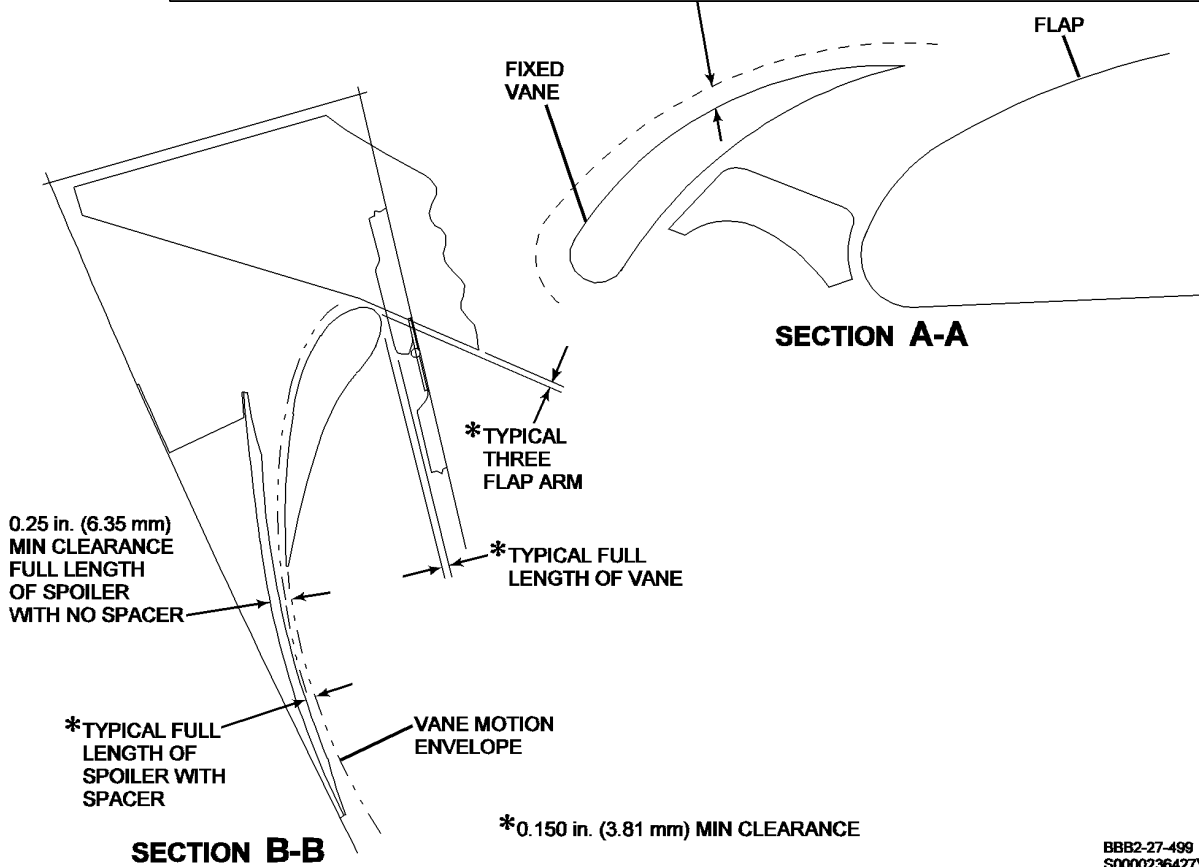 FLAP
FIXED
VANE
SECTION A-A
*TYPICAL
THREE
FLAP ARM
0.25 in. (6.35 mm)
MIN CLEARANCE
FULL LENGTH
OF SPOILER
WITH NO SPACER
*TYPICAL FULL
LENGTH OF VANE
*TYPICAL FULL
LENGTH OF
SPOILER WITH
SPACER
VANE MOTION
ENVELOPE
*0.150 in. (3.81 mm) MIN CLEARANCE
SECTION B-B
BBB2-27-499